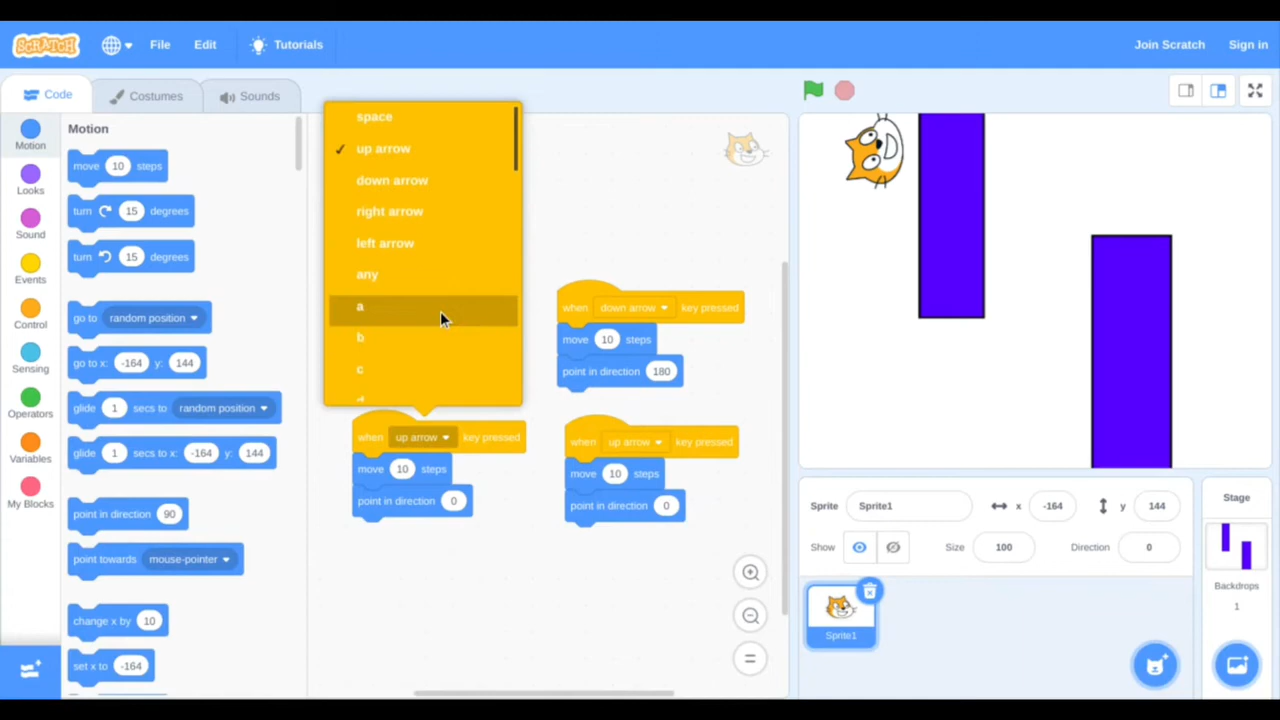 SCRATCH
File
Edit
Tutorials
Join Scratch
Sign in
Code
Costumes
Sounds
Motion
Looks
Sound
Events
Control
Sensing
Operators
Variables
My Blocks
Motion
move 10 steps
turn 15 degrees
turn 15 degrees
go to random position
go to x: -164 y: 144
glide 1 secs to random position
glide 1 secs to x: -164 y: 144
point in direction 90
point towards mouse-pointer
change x by 10
set x to -164
space
✓ up arrow
down arrow
right arrow
left arrow
any
a
b
c
d
when down arrow key pressed
move 10 steps
point in direction 180
when up arrow key pressed
move 10 steps
point in direction 0
when up arrow key pressed
move 10 steps
point in direction 0
Sprite Sprite1 x -164 y 144
Show Size 100 Direction 0
Sprite1
Stage
Backdrops
1